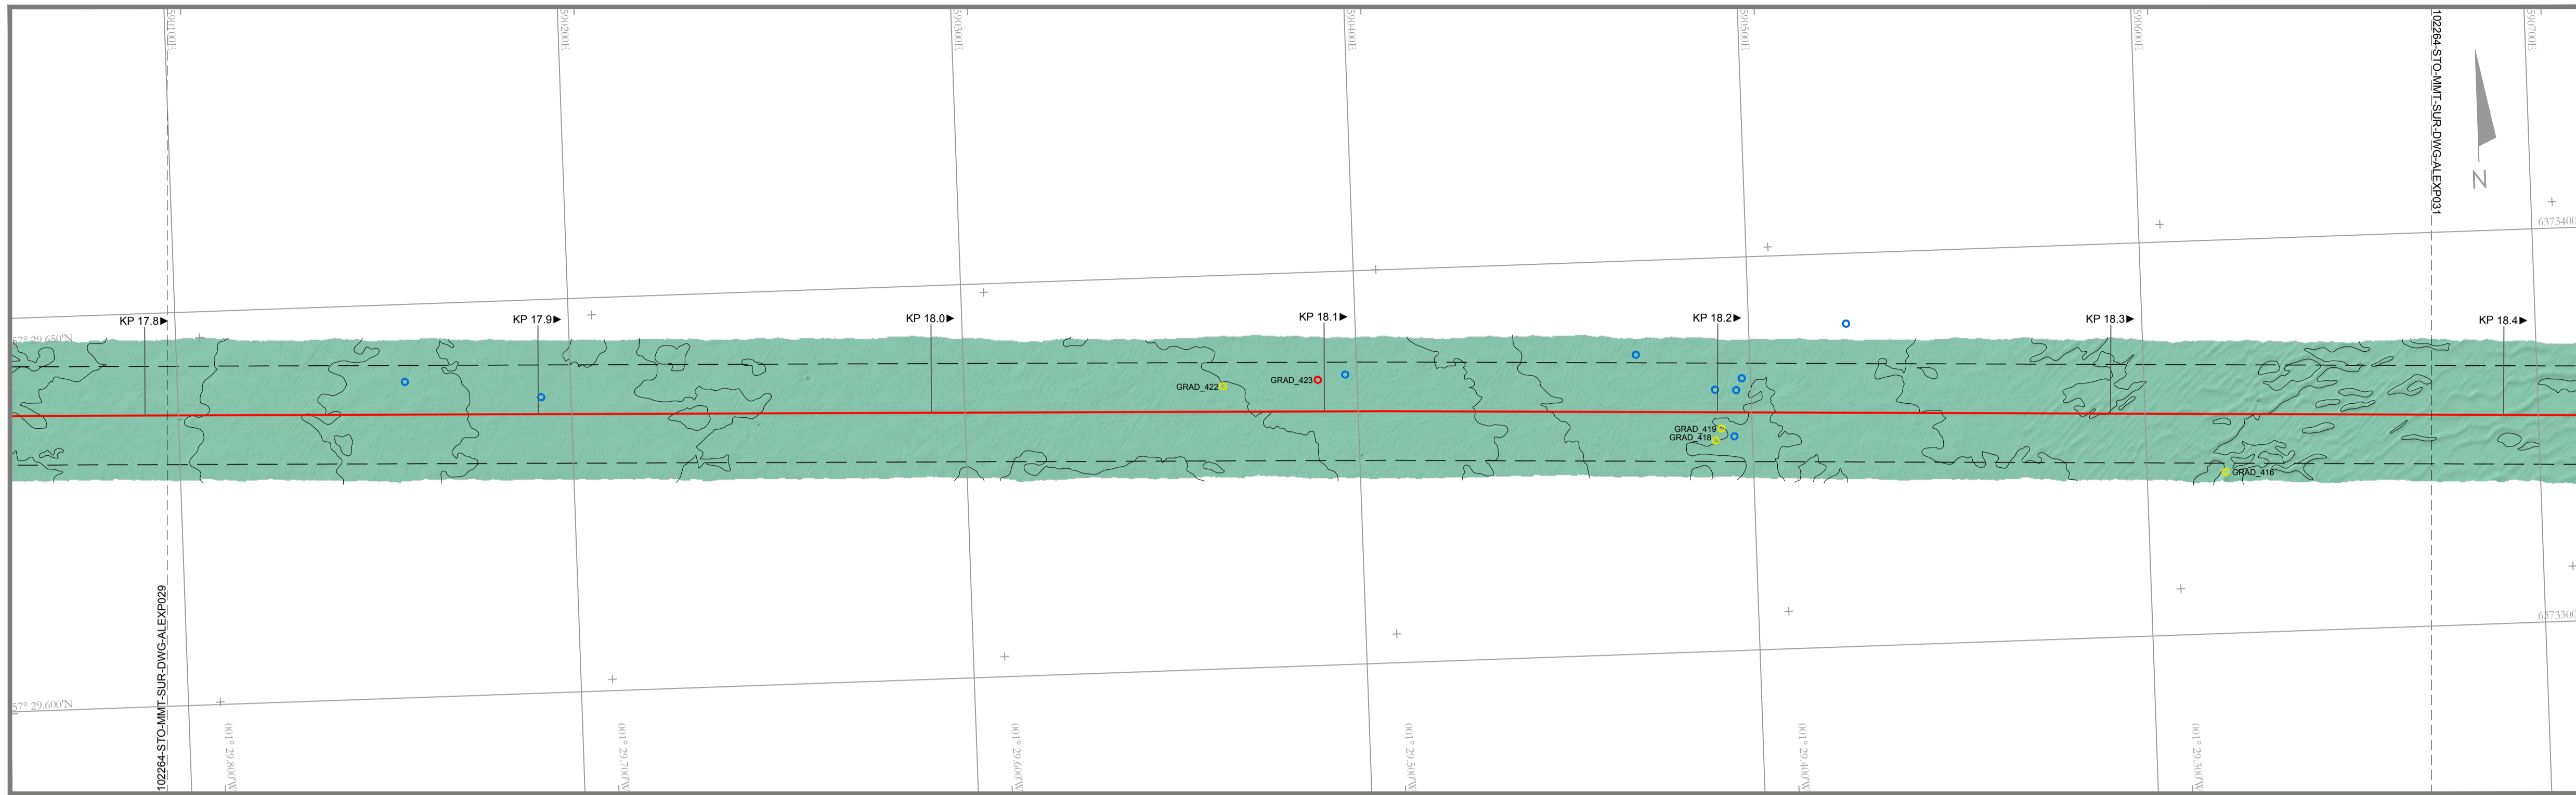 590100E
590200E
590300E
590400E
590500E
590600E
590700E
102264-STO-MMT-SUR-DWG-ALEXP031
N
6373400
KP 17.8
KP 17.9
KP 18.0
KP 18.1
KP 18.2
KP 18.3
KP 18.4
57° 29.650'N
GRAD_422
GRAD_423
GRAD_419
GRAD_418
GRAD_416
102264-STO-MMT-SUR-DWG-ALEXP029
6373300
57° 29.600'N
001° 29.800'W
001° 29.700'W
001° 29.600'W
001° 29.500'W
001° 29.400'W
001° 29.300'W